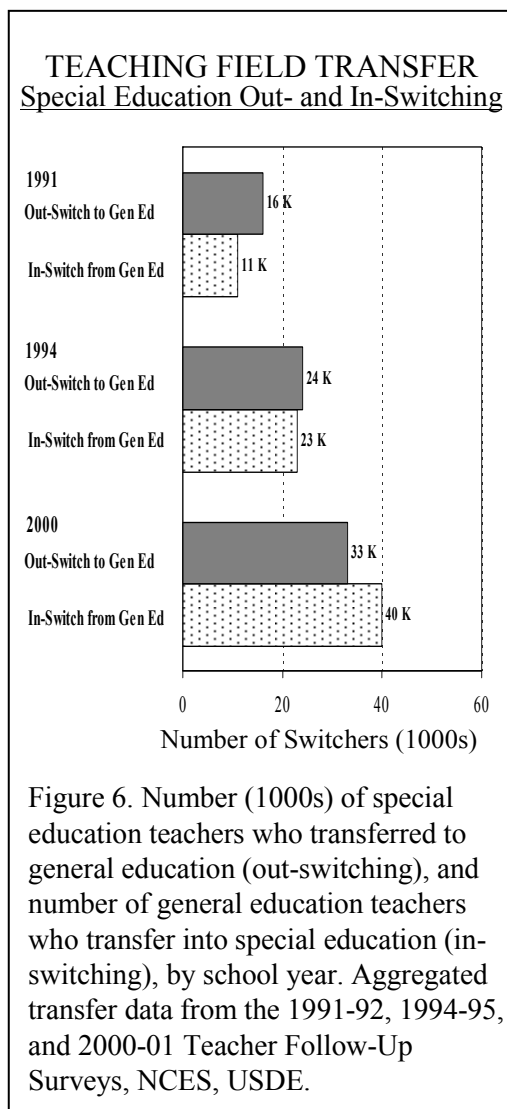 TEACHING FIELD TRANSFER
Special Education Out- and In-Switching
1991
Out-Switch to Gen Ed
16 K
In-Switch from Gen Ed
11 K
1994
Out-Switch to Gen Ed
24 K
In-Switch from Gen Ed
23 K
2000
Out-Switch to Gen Ed
33 K
In-Switch from Gen Ed
40 K
0 20 40 60
Number of Switchers (1000s)
Figure 6. Number (1000s) of special
education teachers who transferred to
general education (out-switching), and
number of general education teachers
who transfer into special education (in-
switching), by school year. Aggregated
transfer data from the 1991-92, 1994-95,
and 2000-01 Teacher Follow-Up
Surveys, NCES, USDE.